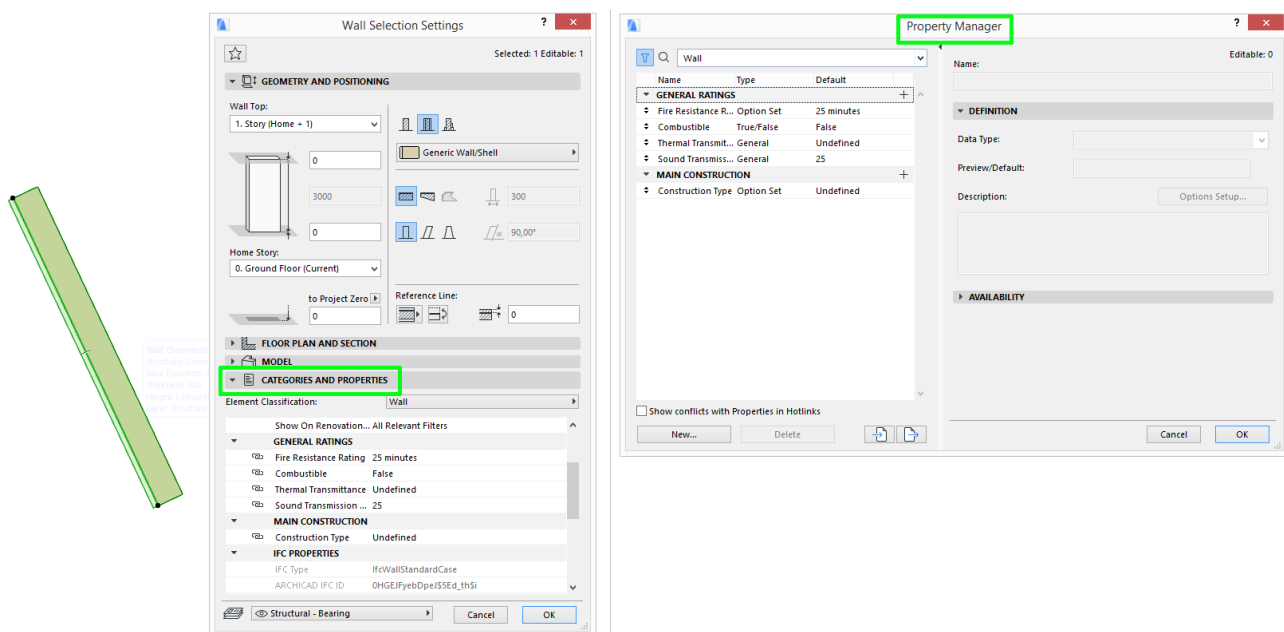 Wall Selection Settings
?
×
Selected: 1 Editable: 1
GEOMETRY AND POSITIONING
Wall Top:
1. Story (Home + 1)
0
3000
0
Home Story:
0. Ground Floor (Current)
to Project Zero
0
Generic Wall/Shell
300
α
90,00°
Reference Line:
0
FLOOR PLAN AND SECTION
MODEL
CATEGORIES AND PROPERTIES
Element Classification: Wall
Show On Renovation... All Relevant Filters
GENERAL RATINGS
Fire Resistance Rating 25 minutes
Combustible False
Thermal Transmittance Undefined
Sound Transmission ... 25
MAIN CONSTRUCTION
Construction Type Undefined
IFC PROPERTIES
IFC Type IfcWallStandardCase
ARCHICAD IFC ID 0HGEJFyebDpeJ$5Ed_th$i
Structural - Bearing
Cancel
OK
Property Manager
?
×
Wall
Name Type Default
GENERAL RATINGS
Fire Resistance R... Option Set 25 minutes
Combustible True/False False
Thermal Transmit... General Undefined
Sound Transmiss... General 25
MAIN CONSTRUCTION
Construction Type Option Set Undefined
Show conflicts with Properties in Hotlinks
New...
Delete
Editable: 0
Name:
DEFINITION
Data Type:
Preview/Default:
Description:
Options Setup...
AVAILABILITY
Cancel
OK